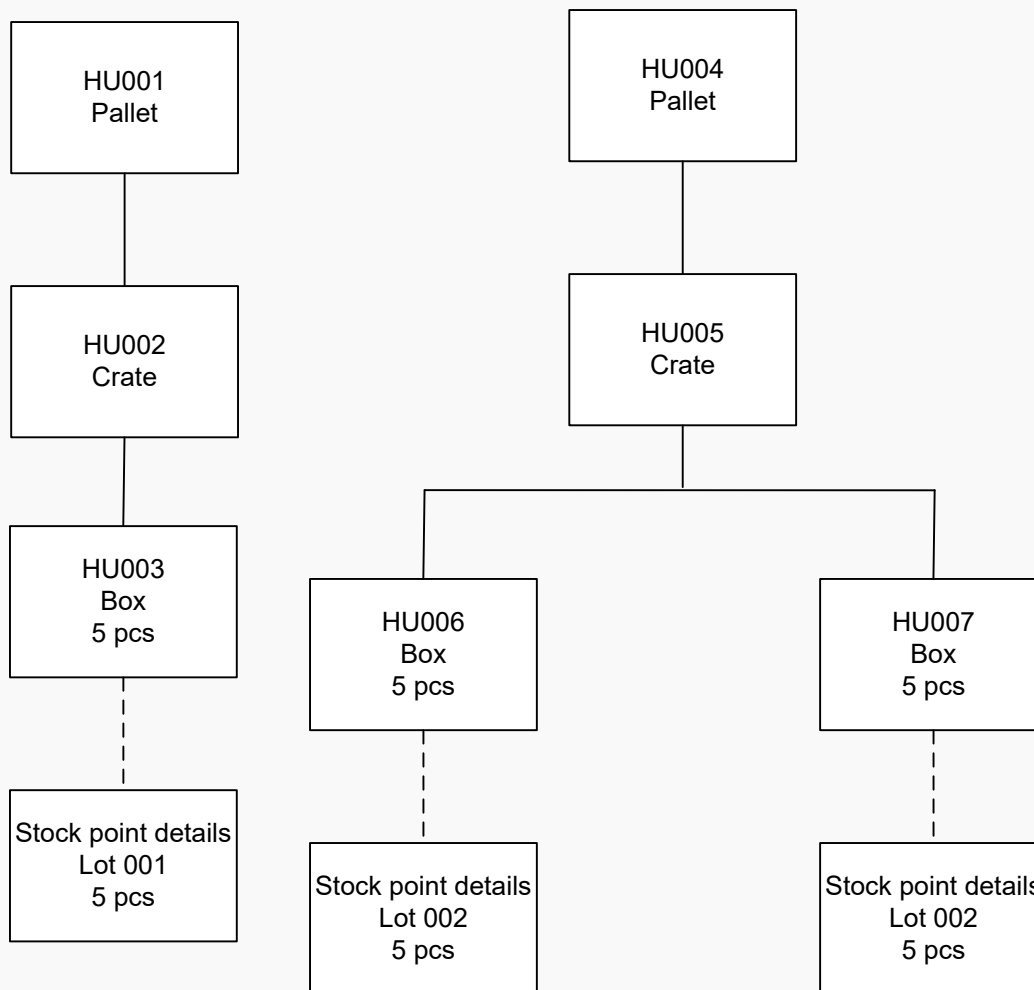 HU001
Pallet
HU004
Pallet
HU002
Crate
HU005
Crate
HU003
Box
5 pcs
HU006
Box
5 pcs
HU007
Box
5 pcs
Stock point details
Lot 001
5 pcs
Stock point details
Lot 002
5 pcs
Stock point details
Lot 002
5 pcs